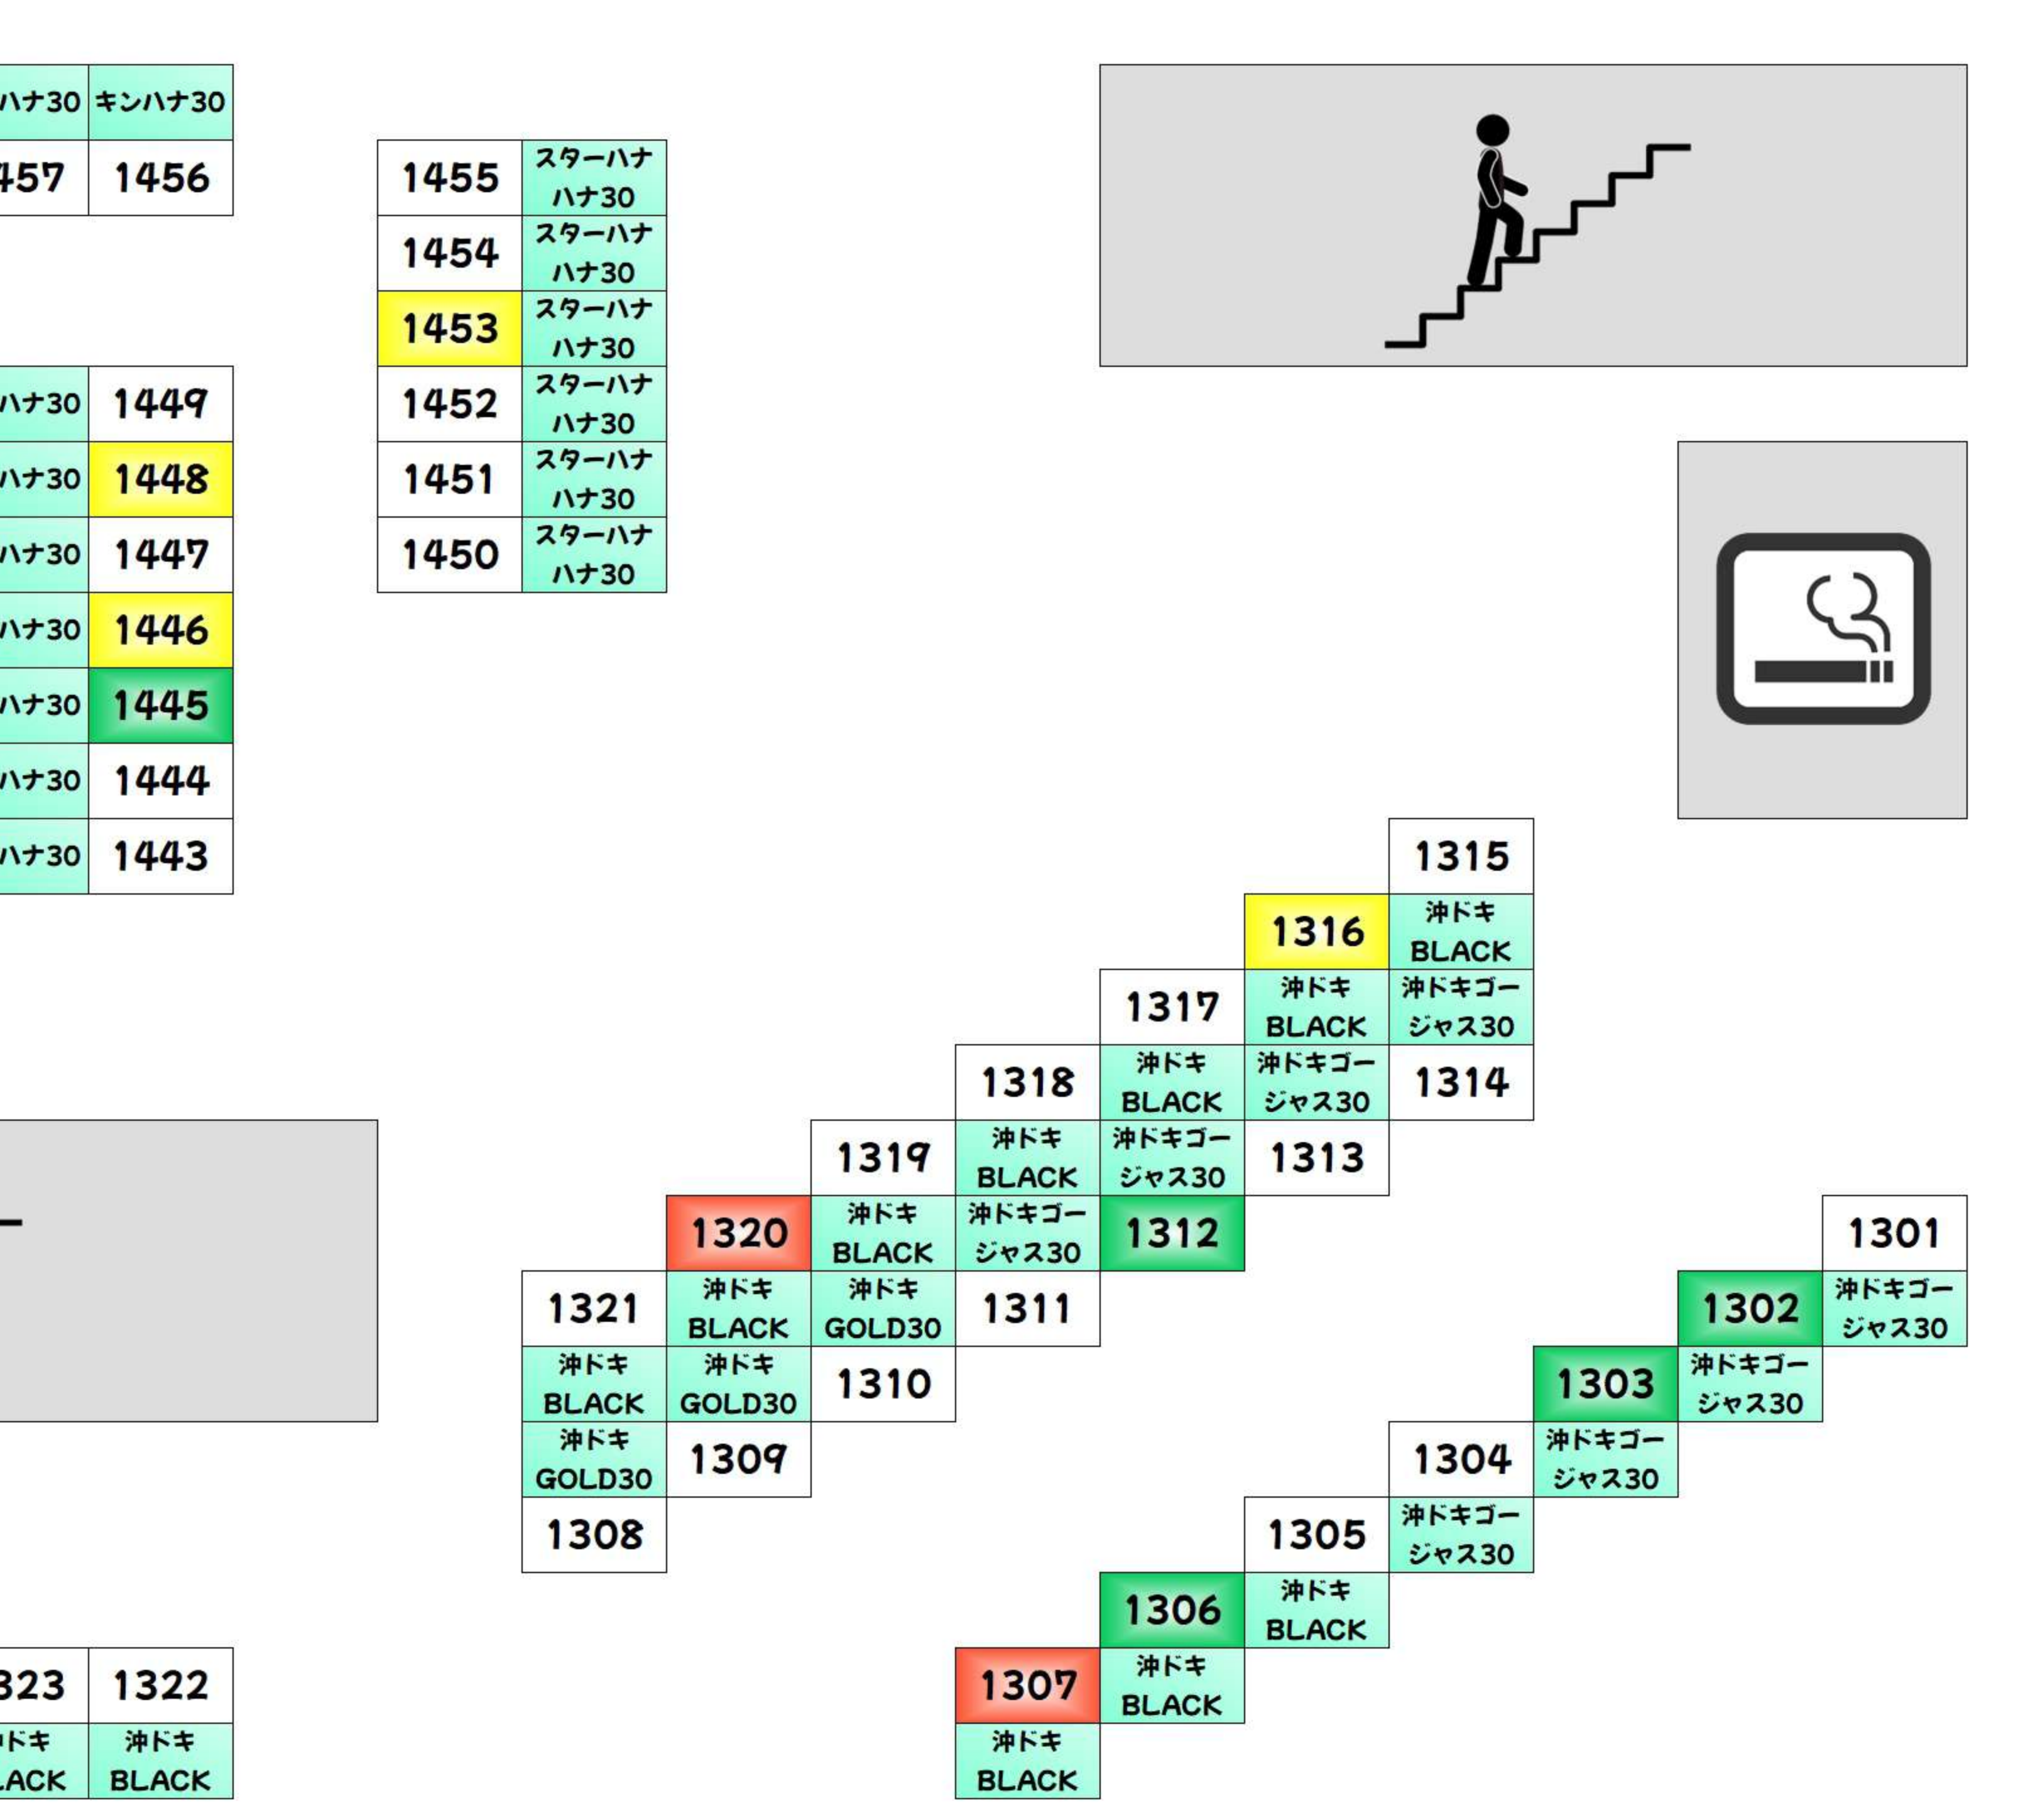 ハナ30 キンハナ30
457 1456
1455 スターハナ
ハナ30
1454 スターハナ
ハナ30
1453 スターハナ
ハナ30
1452 スターハナ
ハナ30
1451 スターハナ
ハナ30
1450 スターハナ
ハナ30
ハナ30 1449
ハナ30 1448
ハナ30 1447
ハナ30 1446
ハナ30 1445
ハナ30 1444
ハナ30 1443
1315
1316 沖ドキ
BLACK
1317 沖ドキ 沖ドキゴー
BLACK ジャス30
1318 沖ドキ 沖ドキゴー 1314
BLACK ジャス30
1319 沖ドキ 沖ドキゴー 1313
BLACK ジャス30
1320 沖ドキ 沖ドキゴー 1312
BLACK ジャス30
1321 沖ドキ 沖ドキ 1311
BLACK GOLD30
沖ドキ 沖ドキ 1310
BLACK GOLD30
沖ドキ 1309
GOLD30
1308
1301
1302 沖ドキゴー
ジャス30
1303 沖ドキゴー
ジャス30
1304 沖ドキゴー
ジャス30
1305 沖ドキゴー
ジャス30
1306 沖ドキ
BLACK
1307 沖ドキ
BLACK
沖ドキ
BLACK
323 1322
ドキ 沖ドキ
ACK BLACK